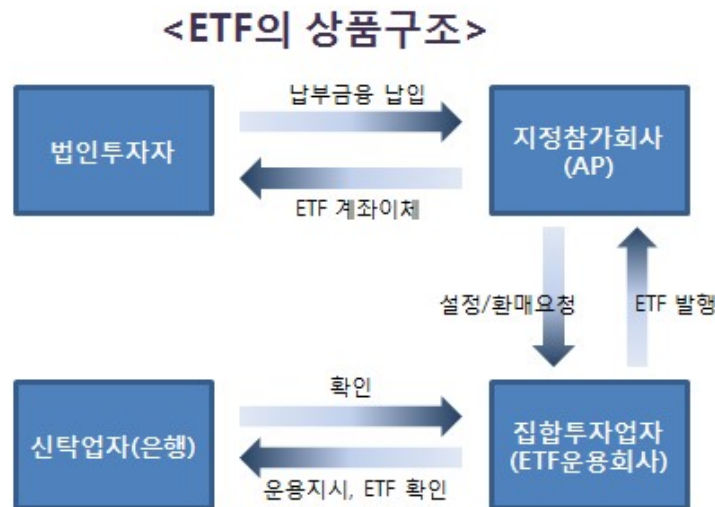 <ETF의 상품구조>
납부금용 납입
법인투자자
지정참가회사
(AP)
ETF 계좌이체
설정/환매요청
ETF 발행
확인
신탁업자(은행)
집합투자업자
(ETF운용회사)
운용지시, ETF 확인